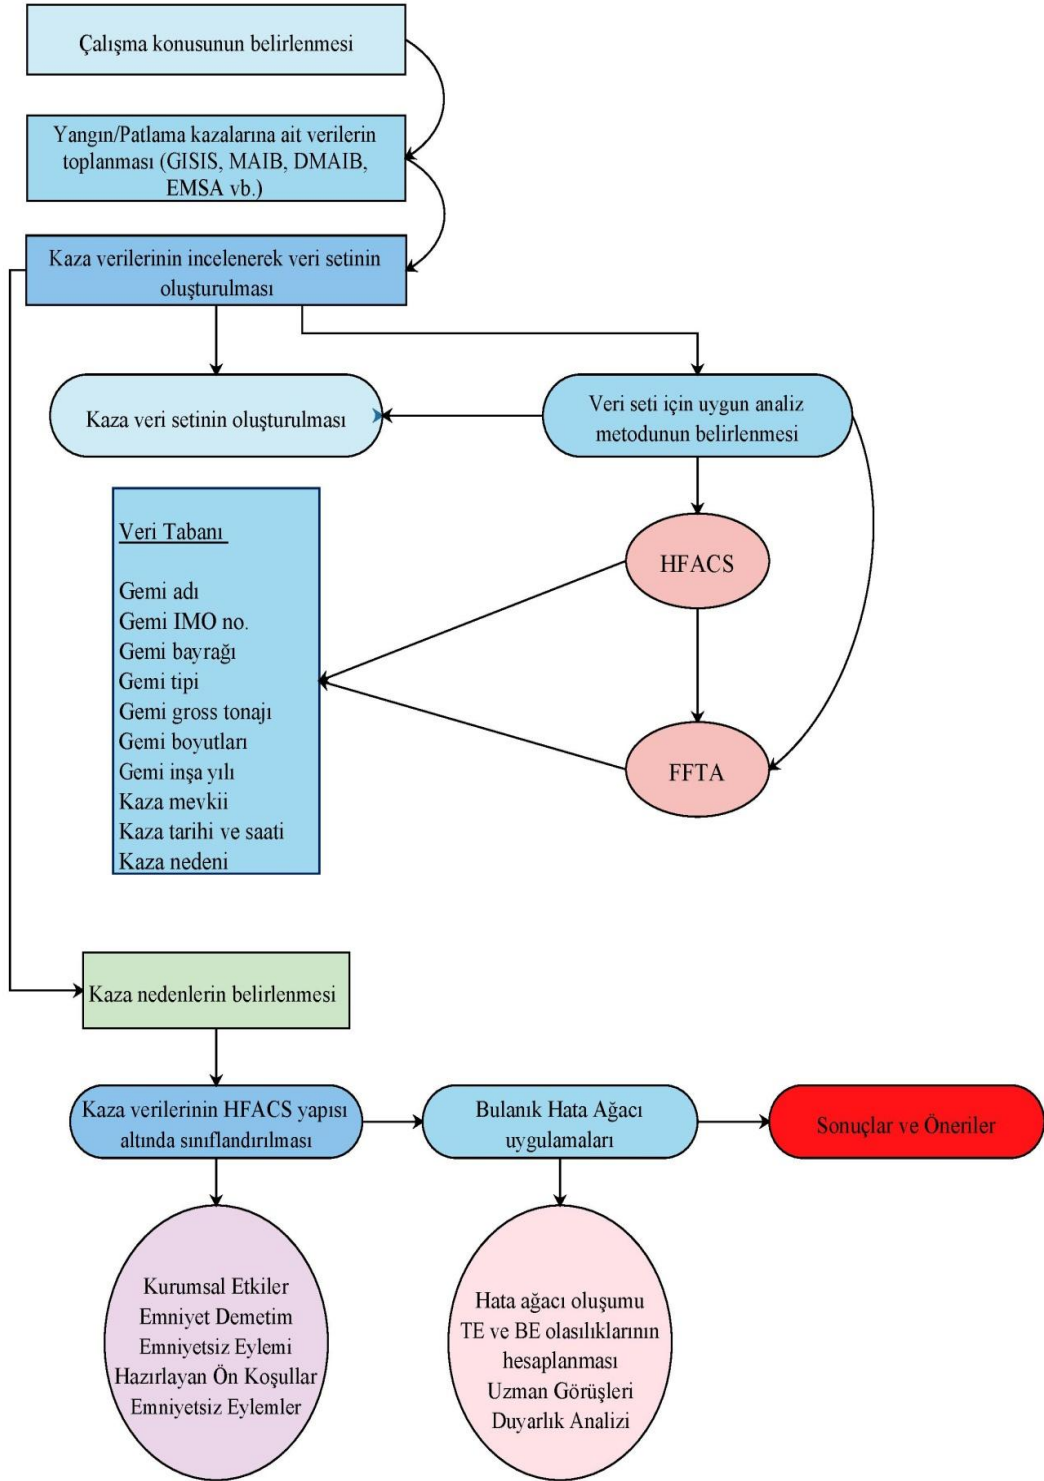 Çalışma konusunun belirlenmesi
Yangın/Patlama kazalarına ait verilerin
toplanması (GISIS, MAIB, DMAIB,
EMSA vb.)
Kaza verilerinin incelenerek veri setinin
oluşturulması
Kaza veri setinin oluşturulması
Veri seti için uygun analiz
metodunun belirlenmesi
Veri Tabanı
Gemi adı
Gemi IMO no.
Gemi bayrağı
Gemi tipi
Gemi gross tonajı
Gemi boyutları
Gemi inşa yılı
Kaza mevkii
Kaza tarihi ve saati
Kaza nedeni
HFACS
FFTA
Kaza nedenlerin belirlenmesi
Kaza verilerinin HFACS yapısı
altında sınıflandırılması
Bulanık Hata Ağacı
uygulamaları
Sonuçlar ve Öneriler
Kurumsal Etkiler
Emniyet Demetim
Emniyetsiz Eylemi
Hazırlayan Ön Koşullar
Emniyetsiz Eylemler
Hata ağacı oluşumu
TE ve BE olasılıklarının
hesaplanması
Uzman Görüşleri
Duyarlık Analizi